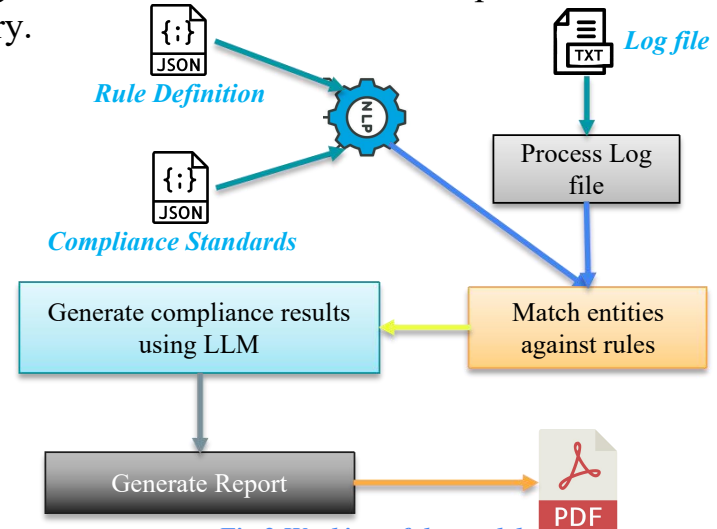 ry.
{;}
JSON
Rule Definition
TXT
Log file
NLP
Process Log
file
{;}
JSON
Compliance Standards
Generate compliance results
using LLM
Match entities
against rules
Generate Report
PDF